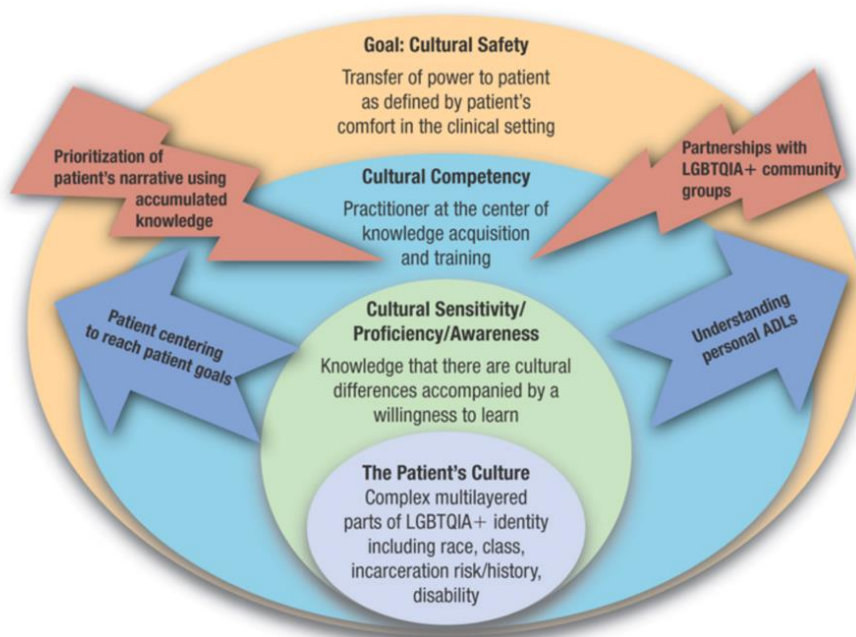 Goal: Cultural Safety
Transfer of power to patient
as defined by patient's
comfort in the clinical setting
Prioritization of
patient's narrative using
accumulated
knowledge
Partnerships with
LGBTQIA+ community
groups
Cultural Competency
Practitioner at the center of
knowledge acquisition
and training
Patient centering
to reach patient goals
Understanding
personal ADLs
Cultural Sensitivity/
Proficiency/Awareness
Knowledge that there are cultural
differences accompanied by a
willingness to learn
The Patient's Culture
Complex multilayered
parts of LGBTQIA+ identity
including race, class,
incarceration risk/history,
disability